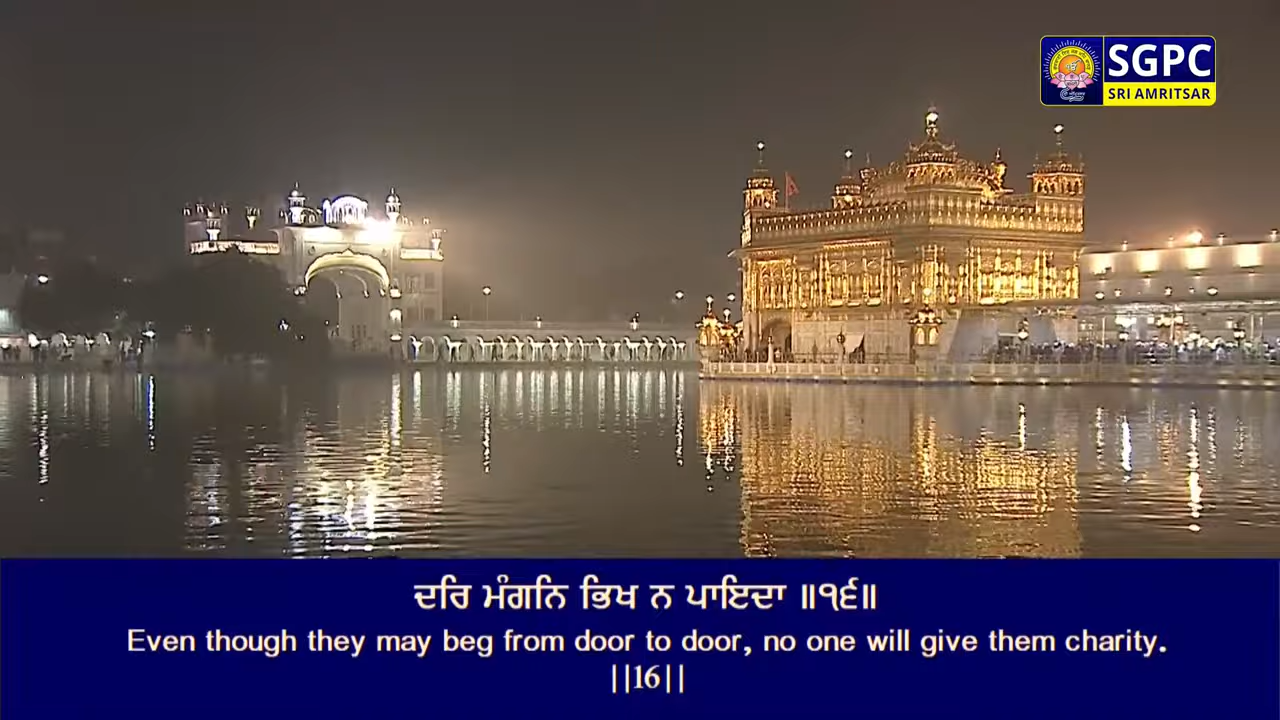 SGPC
SRI AMRITSAR
ਦਰਿ ਮੰਗਨਿ ਭਿਖ ਨ ਪਾਇਦਾ ॥੧੬॥
Even though they may beg from door to door, no one will give them charity.
||16||